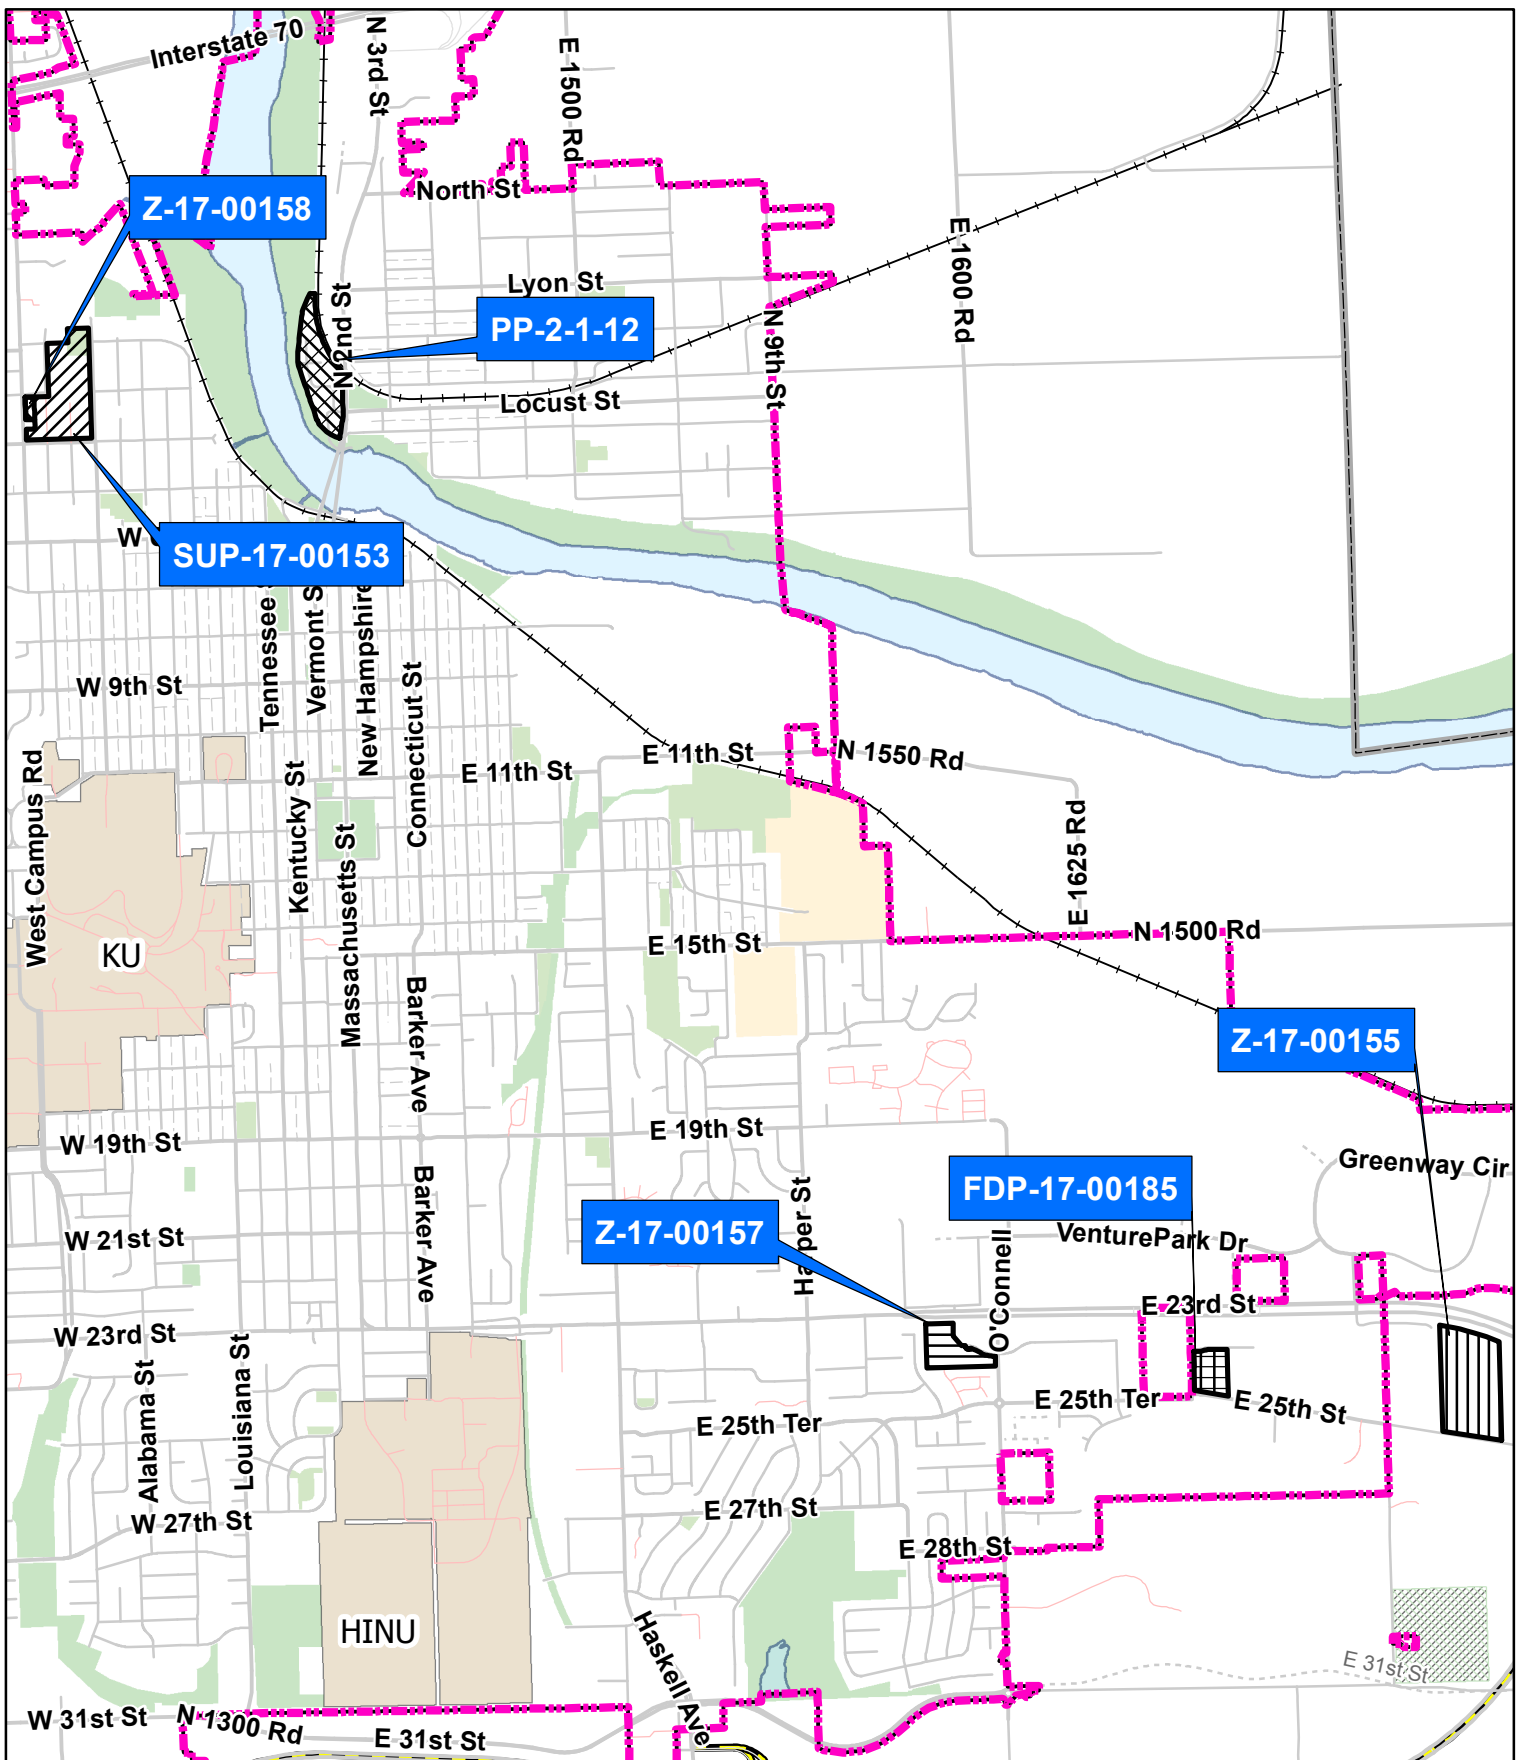 Interstate 70
N 3rd St
E 1500 Rd
North St
Z-17-00158
E 1600 Rd
Lyon St
N 2nd St
PP-2-1-12
N 9th St
Locust St
W
SUP-17-00153
Tennessee
Vermont S
New Hampshire
Connecticut St
W 9th St
E 11th St
E 11th St
N 1550 Rd
West Campus Rd
Kentucky St
Massachusetts St
E 1625 Rd
KU
E 15th St
N 1500 Rd
Barker Ave
Z-17-00155
W 19th St
E 19th St
Greenway Cir
Barker Ave
FDP-17-00185
Z-17-00157
Harper St
O'Connell
VenturePark Dr
W 21st St
E 23rd St
W 23rd St
Alabama St
Louisiana St
E 25th Ter
E 25th Ter
E 25th St
W 27th St
E 27th St
E 28th St
HINU
Haskell Ave
E 31st St
W 31st St
N 1300 Rd
E 31st St